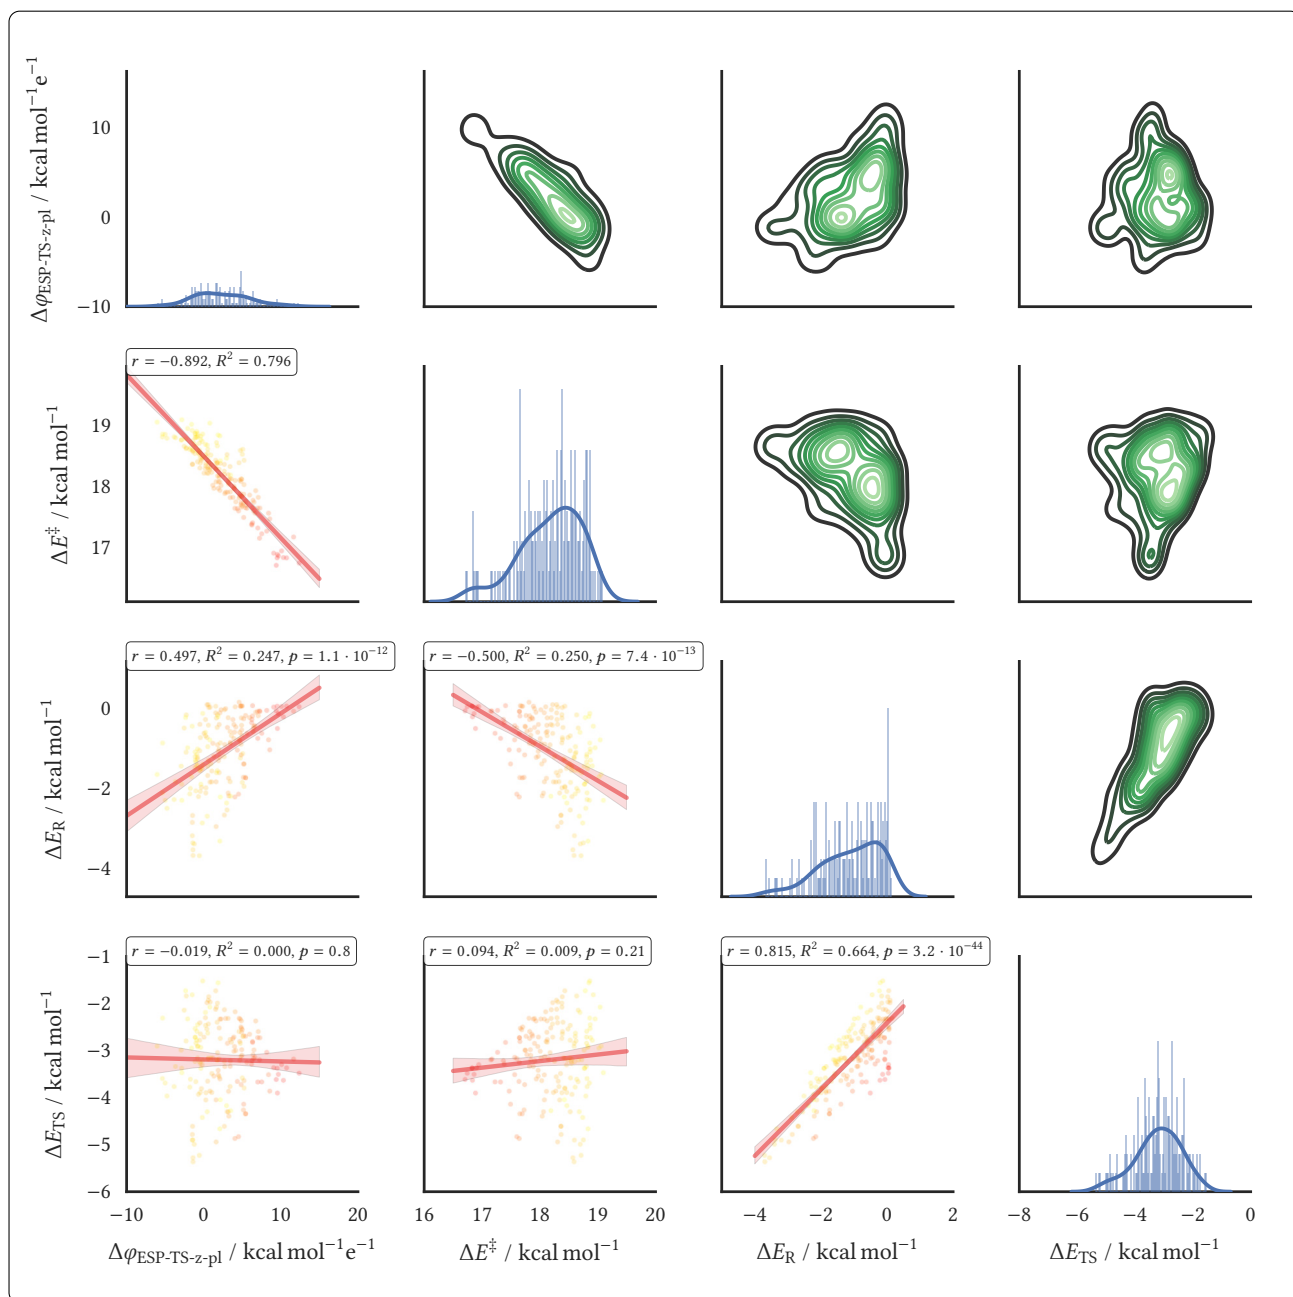 Δφ_ESP-TS-z-pl / kcal mol⁻¹e⁻¹
10
0
−10
r = −0.892, R² = 0.796
ΔE‡ / kcal mol⁻¹
19
18
17
r = 0.497, R² = 0.247, p = 1.1 · 10⁻¹²
r = −0.500, R² = 0.250, p = 7.4 · 10⁻¹³
ΔE_R / kcal mol⁻¹
0
−2
−4
r = −0.019, R² = 0.000, p = 0.8
r = 0.094, R² = 0.009, p = 0.21
r = 0.815, R² = 0.664, p = 3.2 · 10⁻⁴⁴
ΔE_TS / kcal mol⁻¹
−1
−2
−3
−4
−5
−6
−10 0 10 20 16 17 18 19 20 −4 −2 0 2 −8 −6 −4 −2 0
Δφ_ESP-TS-z-pl / kcal mol⁻¹e⁻¹ ΔE‡ / kcal mol⁻¹ ΔE_R / kcal mol⁻¹ ΔE_TS / kcal mol⁻¹